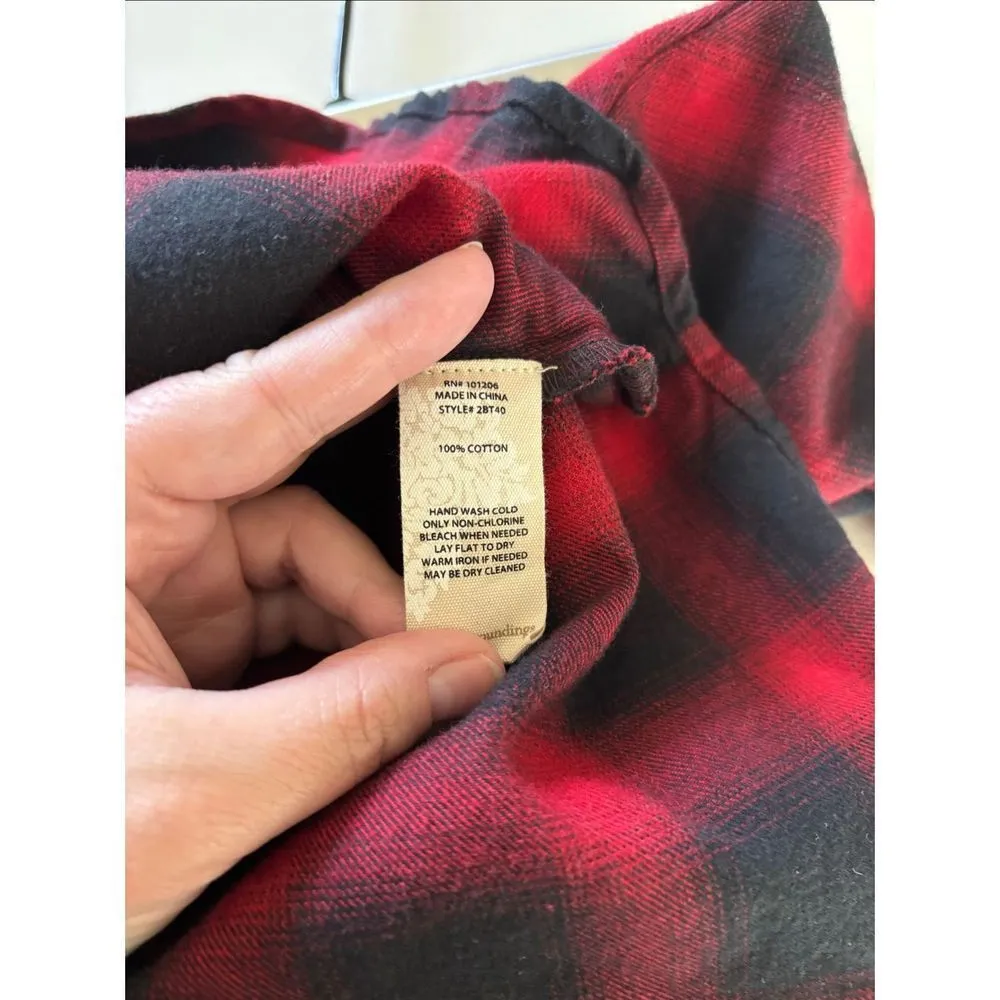 RN# 101206
MADE IN CHINA
STYLE# 2BT40
100% COTTON
HAND WASH COLD
ONLY NON-CHLORINE
BLEACH WHEN NEEDED
LAY FLAT TO DRY
WARM IRON IF NEEDED
MAY BE DRY CLEANED